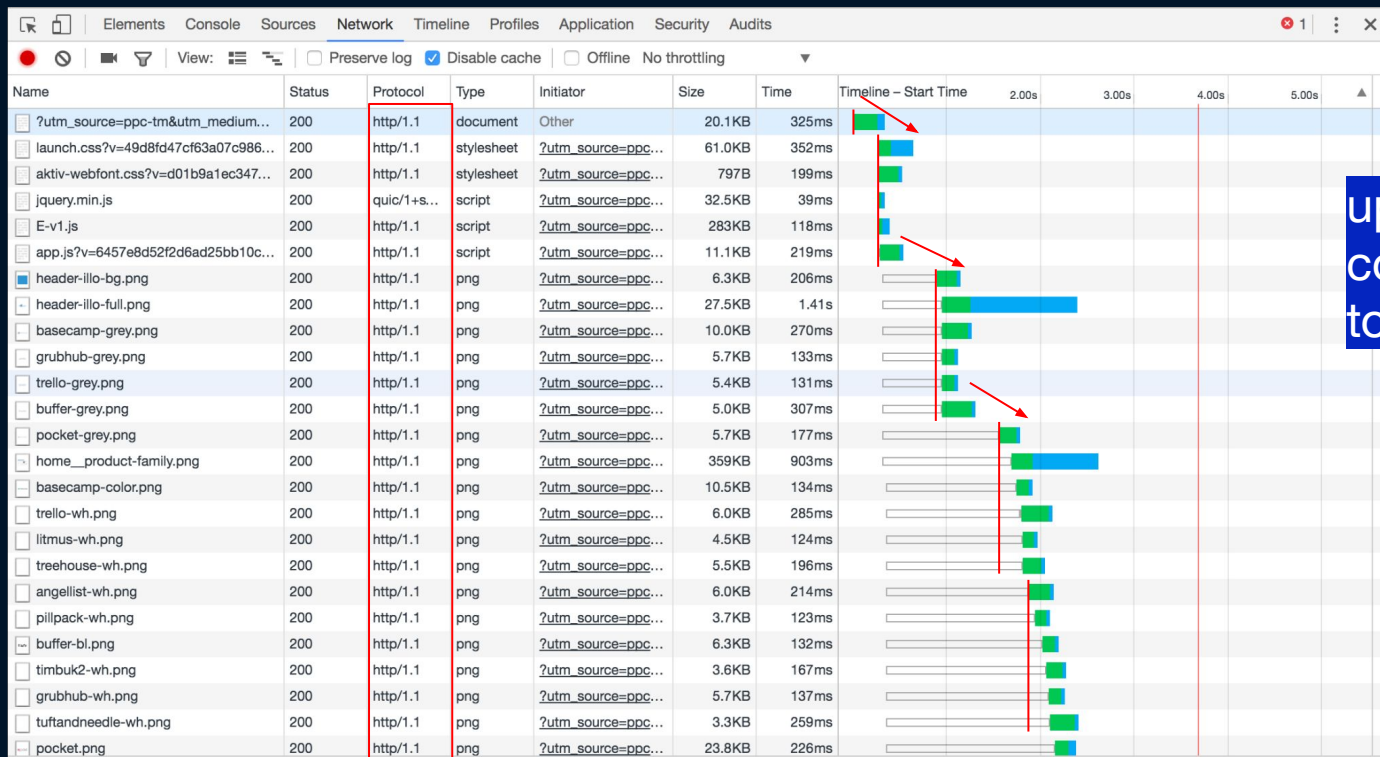 Elements Console Sources Network Timeline Profiles Application Security Audits 1
View: Preserve log Disable cache Offline No throttling
Name Status Protocol Type Initiator Size Time Timeline – Start Time 2.00s 3.00s 4.00s 5.00s
?utm_source=ppc-tm&utm_medium... 200 http/1.1 document Other 20.1KB 325ms
launch.css?v=49d8fd47cf63a07c986... 200 http/1.1 stylesheet ?utm_source=ppc... 61.0KB 352ms
aktiv-webfont.css?v=d01b9a1ec347... 200 http/1.1 stylesheet ?utm_source=ppc... 797B 199ms
jquery.min.js 200 quic/1+s... script ?utm_source=ppc... 32.5KB 39ms
E-v1.js 200 http/1.1 script ?utm_source=ppc... 283KB 118ms
app.js?v=6457e8d52f2d6ad25bb10c... 200 http/1.1 script ?utm_source=ppc... 11.1KB 219ms
header-illo-bg.png 200 http/1.1 png ?utm_source=ppc... 6.3KB 206ms
header-illo-full.png 200 http/1.1 png ?utm_source=ppc... 27.5KB 1.41s
basecamp-grey.png 200 http/1.1 png ?utm_source=ppc... 10.0KB 270ms
grubhub-grey.png 200 http/1.1 png ?utm_source=ppc... 5.7KB 133ms
trello-grey.png 200 http/1.1 png ?utm_source=ppc... 5.4KB 131ms
buffer-grey.png 200 http/1.1 png ?utm_source=ppc... 5.0KB 307ms
pocket-grey.png 200 http/1.1 png ?utm_source=ppc... 5.7KB 177ms
home__product-family.png 200 http/1.1 png ?utm_source=ppc... 359KB 903ms
basecamp-color.png 200 http/1.1 png ?utm_source=ppc... 10.5KB 134ms
trello-wh.png 200 http/1.1 png ?utm_source=ppc... 6.0KB 285ms
litmus-wh.png 200 http/1.1 png ?utm_source=ppc... 4.5KB 124ms
treehouse-wh.png 200 http/1.1 png ?utm_source=ppc... 5.5KB 196ms
angellist-wh.png 200 http/1.1 png ?utm_source=ppc... 6.0KB 214ms
pillpack-wh.png 200 http/1.1 png ?utm_source=ppc... 3.7KB 123ms
buffer-bl.png 200 http/1.1 png ?utm_source=ppc... 6.3KB 132ms
timbuk2-wh.png 200 http/1.1 png ?utm_source=ppc... 3.6KB 167ms
grubhub-wh.png 200 http/1.1 png ?utm_source=ppc... 5.7KB 137ms
tuftandneedle-wh.png 200 http/1.1 png ?utm_source=ppc... 3.3KB 259ms
pocket.png 200 http/1.1 png ?utm_source=ppc... 23.8KB 226ms